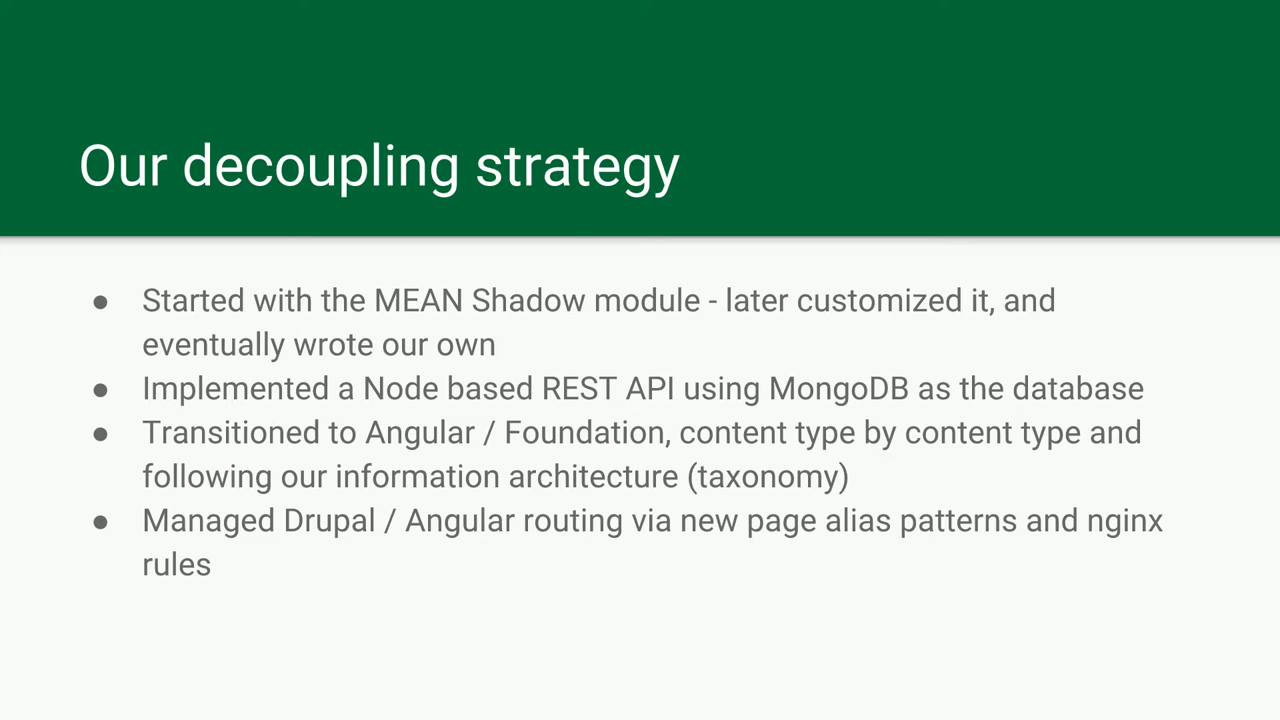 Our decoupling strategy
● Started with the MEAN Shadow module - later customized it, and
eventually wrote our own
● Implemented a Node based REST API using MongoDB as the database
● Transitioned to Angular / Foundation, content type by content type and
following our information architecture (taxonomy)
● Managed Drupal / Angular routing via new page alias patterns and nginx
rules